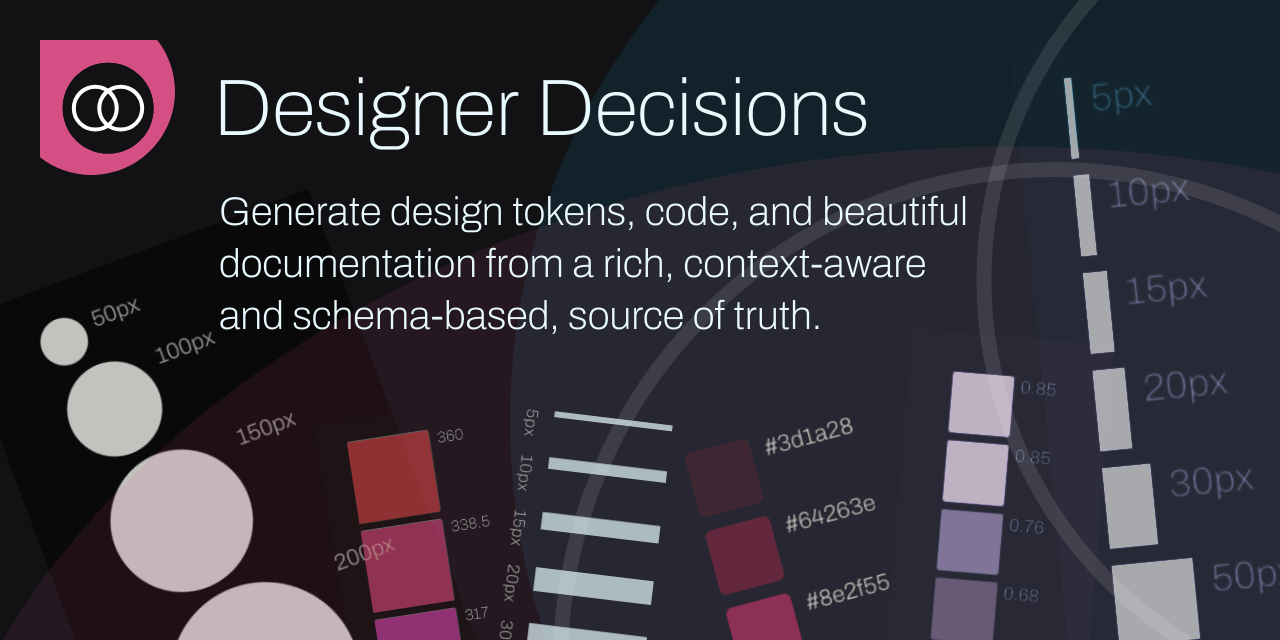 Designer Decisions
Generate design tokens, code, and beautiful
documentation from a rich, context-aware
and schema-based, source of truth.
50px
100px
150px
200px
360
338.5
317
5px
10px
15px
20px
30
#3d1a28
#64263e
#8e2f55
0.85
0.85
0.76
0.68
5px
10px
15px
20px
30px
50p